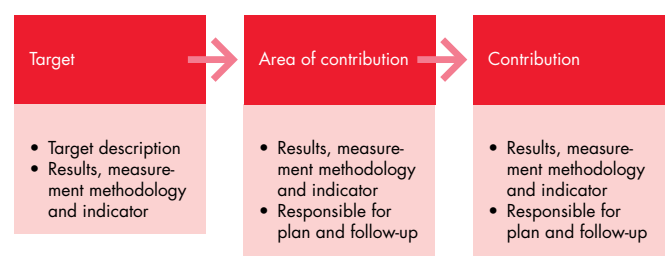 Target
• Target description
• Results, measure-
ment methodology
and indicator
Area of contribution
• Results, measure-
ment methodology
and indicator
• Responsible for
plan and follow-up
Contribution
• Results, measure-
ment methodology
and indicator
• Responsible for
plan and follow-up